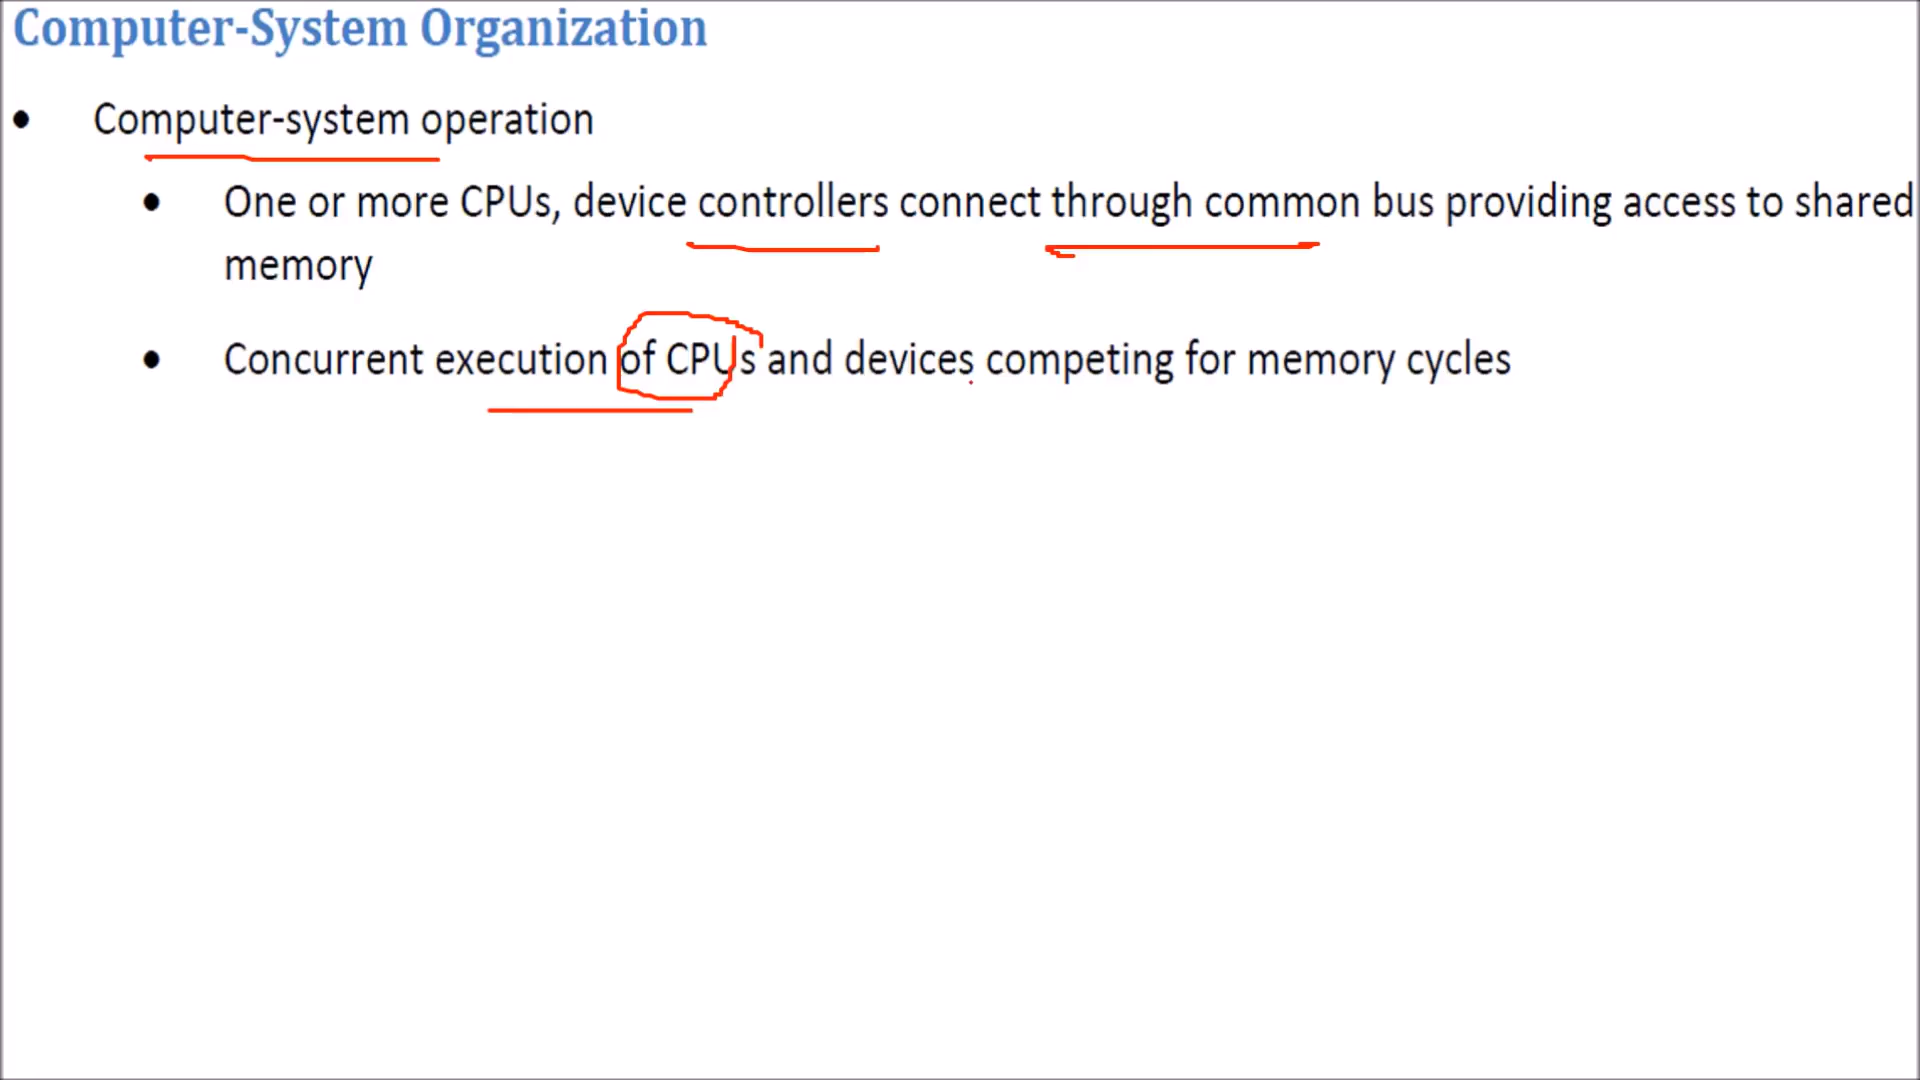 Computer-System Organization
• Computer-system operation
• One or more CPUs, device controllers connect through common bus providing access to shared
memory
• Concurrent execution of CPUs and devices competing for memory cycles